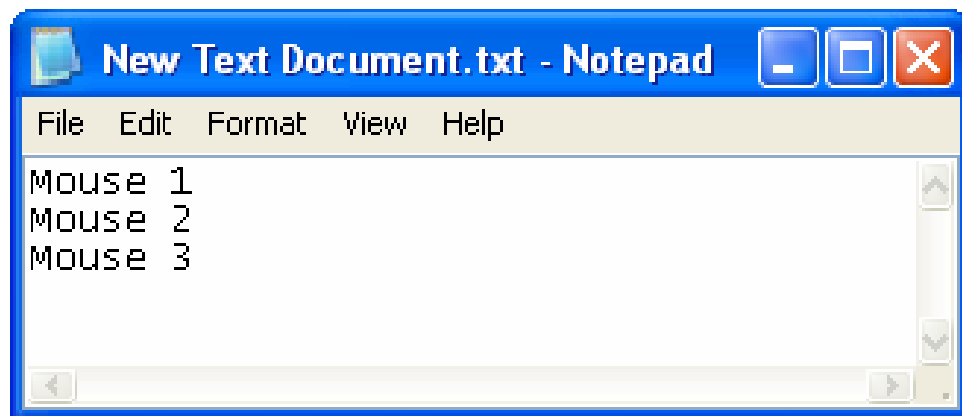 New Text Document.txt - Notepad
File Edit Format View Help
Mouse 1
Mouse 2
Mouse 3